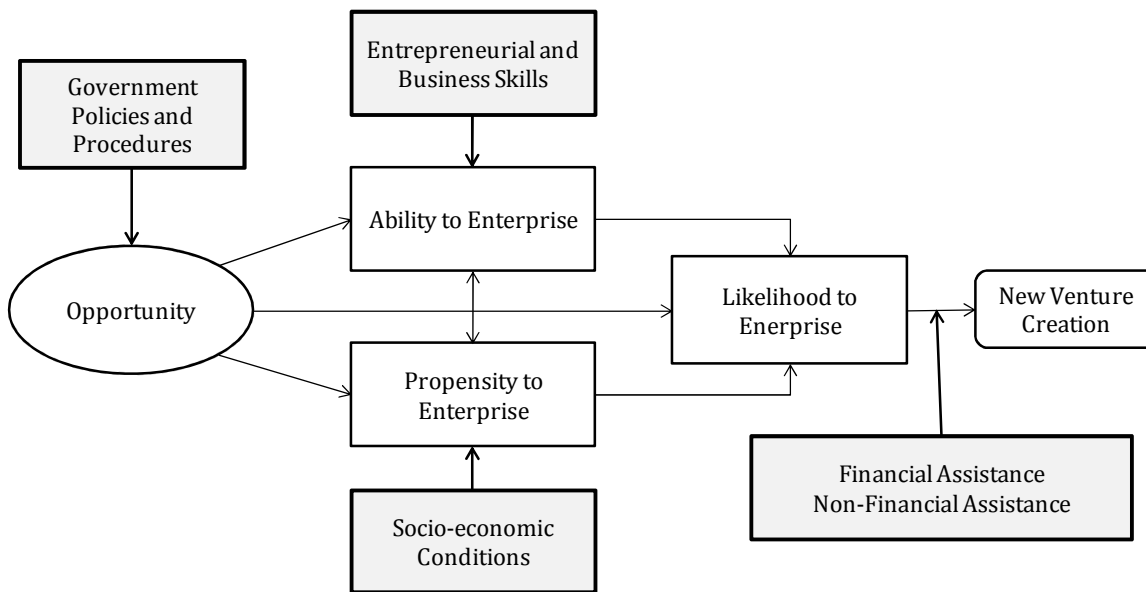 Entrepreneurial and
Business Skills
Government
Policies and
Procedures
Ability to Enterprise
Opportunity
Likelihood to
Enerprise
New Venture
Creation
Propensity to
Enterprise
Financial Assistance
Non-Financial Assistance
Socio-economic
Conditions